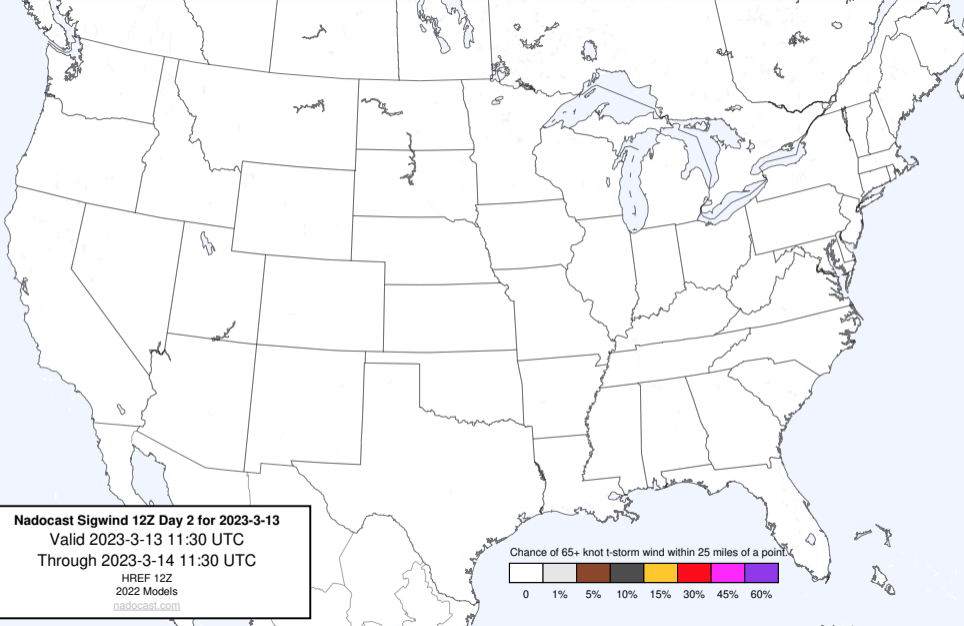 Nadocast Sigwind 12Z Day 2 for 2023-3-13
Valid 2023-3-13 11:30 UTC
Through 2023-3-14 11:30 UTC
HREF 12Z
2022 Models
nadocast.com
Chance of 65+ knot t-storm wind within 25 miles of a point.
0 1% 5% 10% 15% 30% 45% 60%